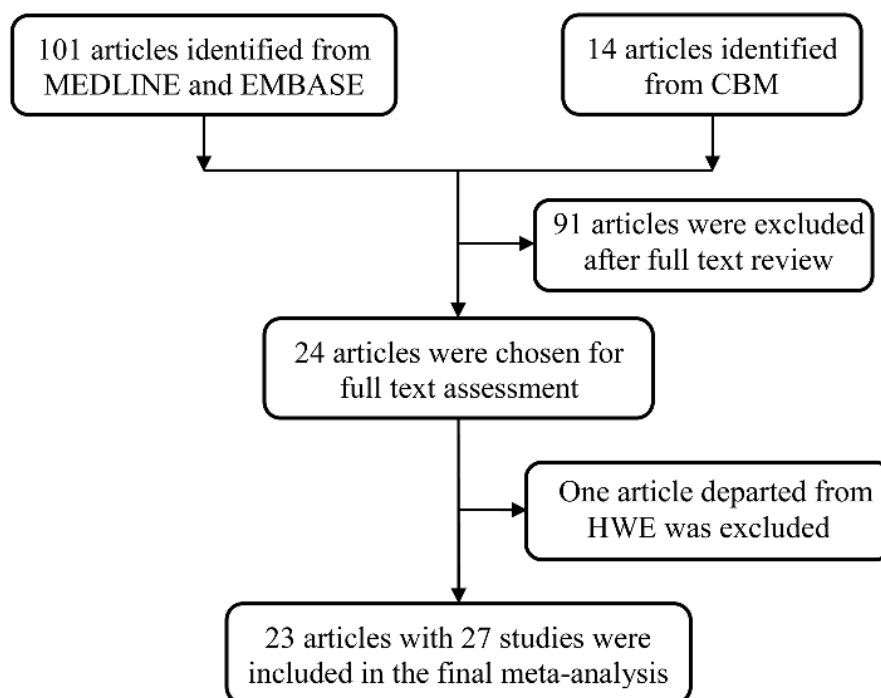 101 articles identified from
MEDLINE and EMBASE
14 articles identified
from CBM
91 articles were excluded
after full text review
24 articles were chosen for
full text assessment
One article departed from
HWE was excluded
23 articles with 27 studies were
included in the final meta-analysis